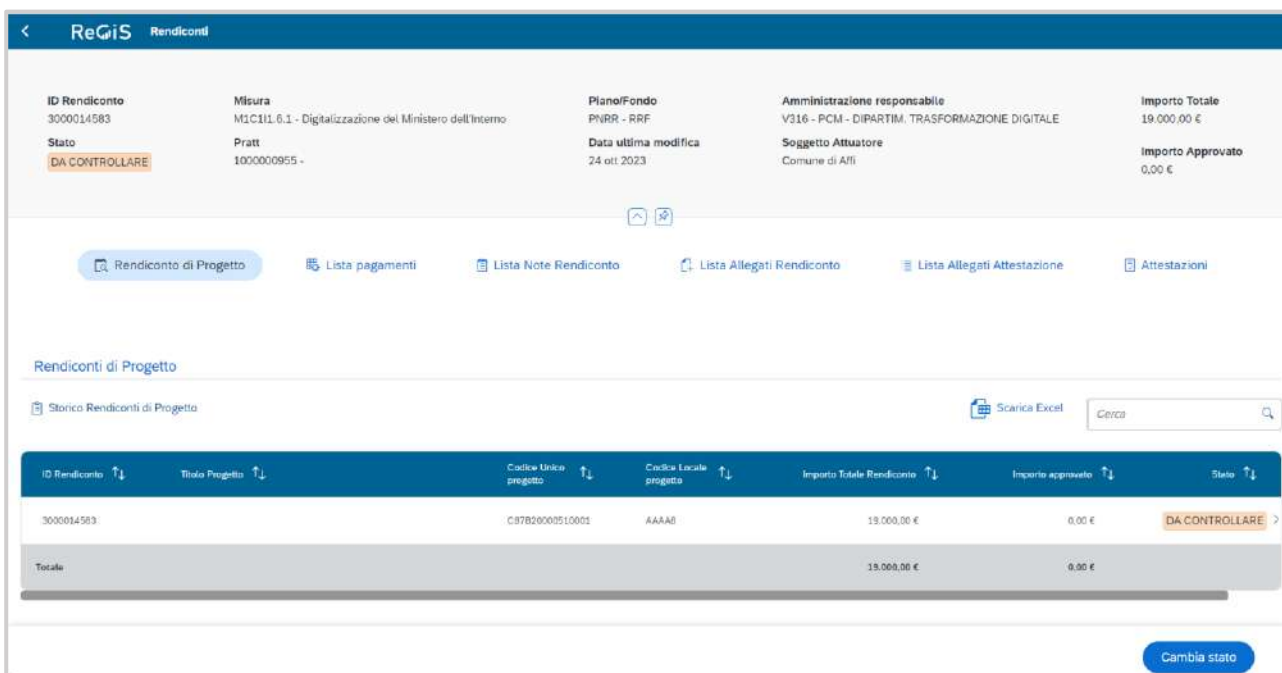 ReGiS Rendiconti
ID Rendiconto Misura Piano/Fondo Amministrazione responsabile Importo Totale
3000014583 M1C1I1.6.1 - Digitalizzazione del Ministero dell'Interno PNRR - RRF V316 - PCM - DIPARTIM. TRASFORMAZIONE DIGITALE 19.000,00 €
Stato Pratt Data ultima modifica Soggetto Attuatore Importo Approvato
DA CONTROLLARE 1000000955 - 24 ott 2023 Comune di Affi 0,00 €
Rendiconto di Progetto Lista pagamenti Lista Note Rendiconto Lista Allegati Rendiconto Lista Allegati Attestazione Attestazioni
Rendiconti di Progetto
Storico Rendiconti di Progetto Scarica Excel Cerca
ID Rendiconto Titolo Progetto Codice Unico progetto Codice Locale progetto Importo Totale Rendiconto Importo approvato Stato
3000014583 C87B20000510001 AAAA8 19.000,00 € 0,00 € DA CONTROLLARE
Totale 19.000,00 € 0,00 €
Cambia stato